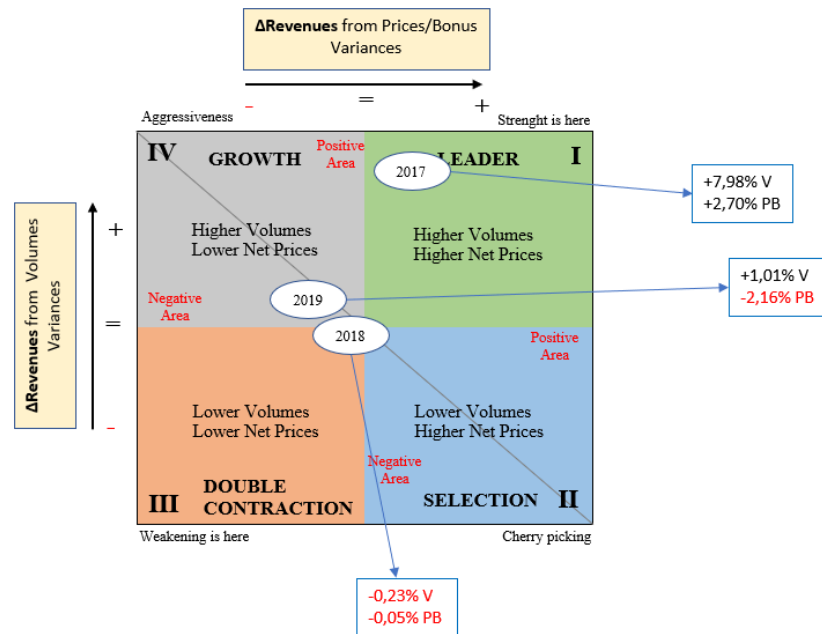 ΔRevenues from Prices/Bonus
Variances
-
=
+
Aggressiveness
Strenght is here
IV
GROWTH
Positive
Area
LEADER
I
2017
+7,98% V
+2,70% PB
ΔRevenues from Volumes
Variances
+
=
-
Higher Volumes
Lower Net Prices
Higher Volumes
Higher Net Prices
+1,01% V
-2,16% PB
Negative
Area
2019
2018
Positive
Area
Lower Volumes
Lower Net Prices
Lower Volumes
Higher Net Prices
Negative
Area
III
DOUBLE
CONTRACTION
SELECTION
II
Weakening is here
Cherry picking
-0,23% V
-0,05% PB